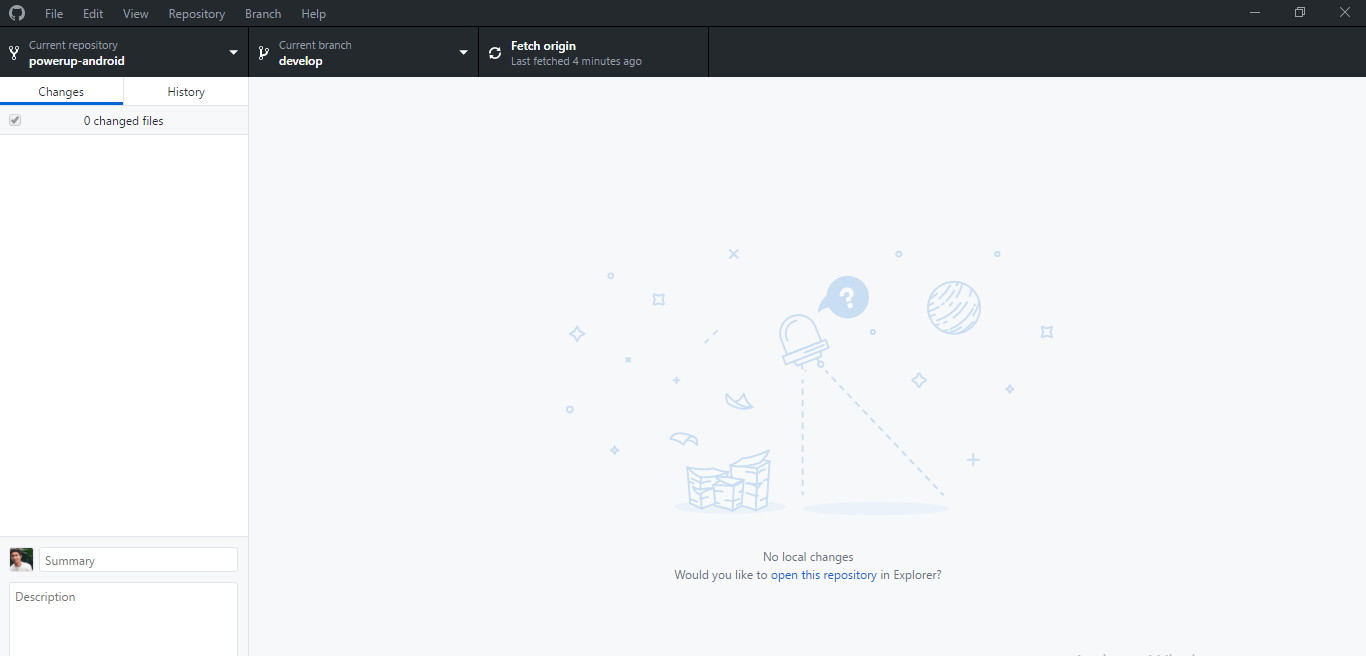 File Edit View Repository Branch Help
Current repository
powerup-android
Current branch
develop
Fetch origin
Last fetched 4 minutes ago
Changes History
0 changed files
?
No local changes
Would you like to open this repository in Explorer?
Summary
Description